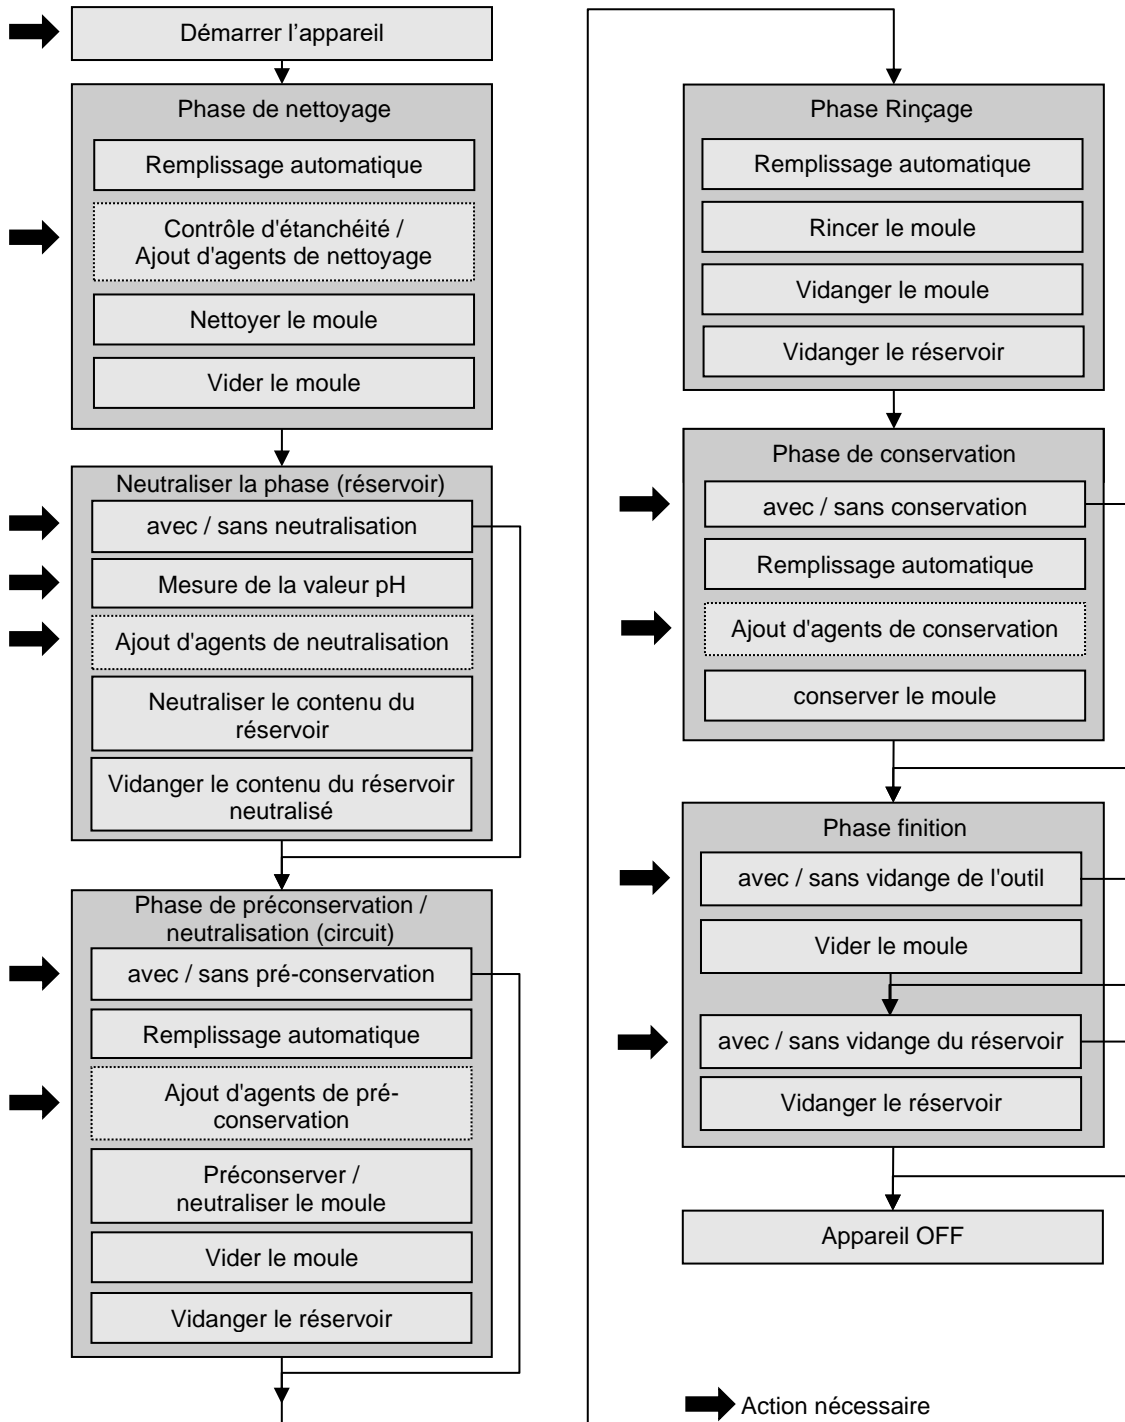 Démarrer l'appareil
Phase de nettoyage
Remplissage automatique
Contrôle d'étanchéité /
Ajout d'agents de nettoyage
Nettoyer le moule
Vider le moule
Neutraliser la phase (réservoir)
avec / sans neutralisation
Mesure de la valeur pH
Ajout d'agents de neutralisation
Neutraliser le contenu du
réservoir
Vidanger le contenu du réservoir
neutralisé
Phase de préconservation /
neutralisation (circuit)
avec / sans pré-conservation
Remplissage automatique
Ajout d'agents de pré-
conservation
Préconserver /
neutraliser le moule
Vider le moule
Vidanger le réservoir
Phase Rinçage
Remplissage automatique
Rincer le moule
Vidanger le moule
Vidanger le réservoir
Phase de conservation
avec / sans conservation
Remplissage automatique
Ajout d'agents de conservation
conserver le moule
Phase finition
avec / sans vidange de l'outil
Vider le moule
avec / sans vidange du réservoir
Vidanger le réservoir
Appareil OFF
Action nécessaire